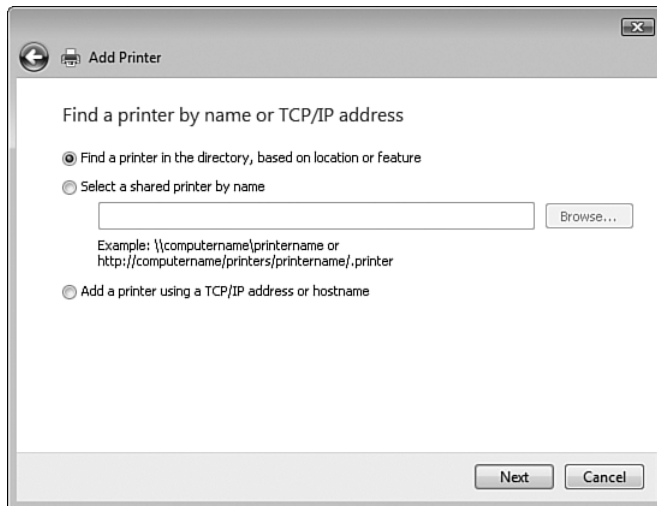 Add Printer
Find a printer by name or TCP/IP address
Find a printer in the directory, based on location or feature
Select a shared printer by name
Browse...
Example: \\computername\printername or
http://computername/printers/printername/.printer
Add a printer using a TCP/IP address or hostname
Next
Cancel